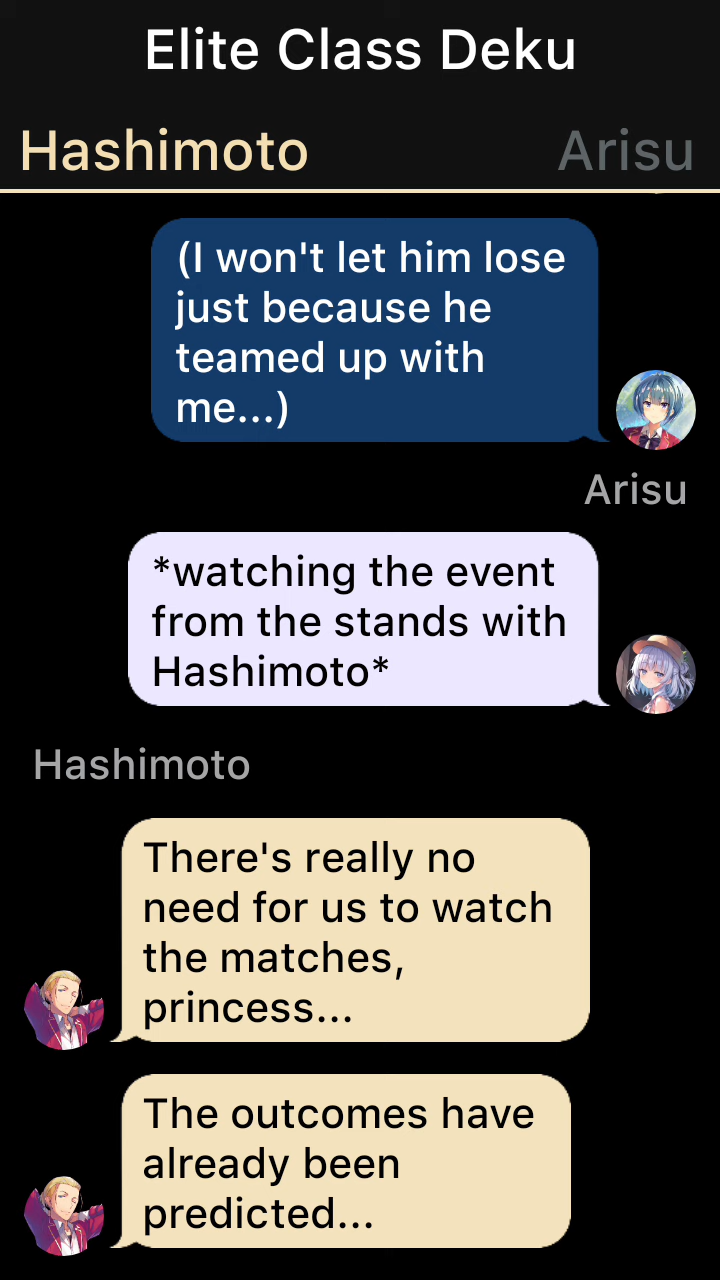 Elite Class Deku
Hashimoto
Arisu
(I won't let him lose
just because he
teamed up with
me...)
Arisu
*watching the event
from the stands with
Hashimoto*
Hashimoto
There's really no
need for us to watch
the matches,
princess...
The outcomes have
already been
predicted...